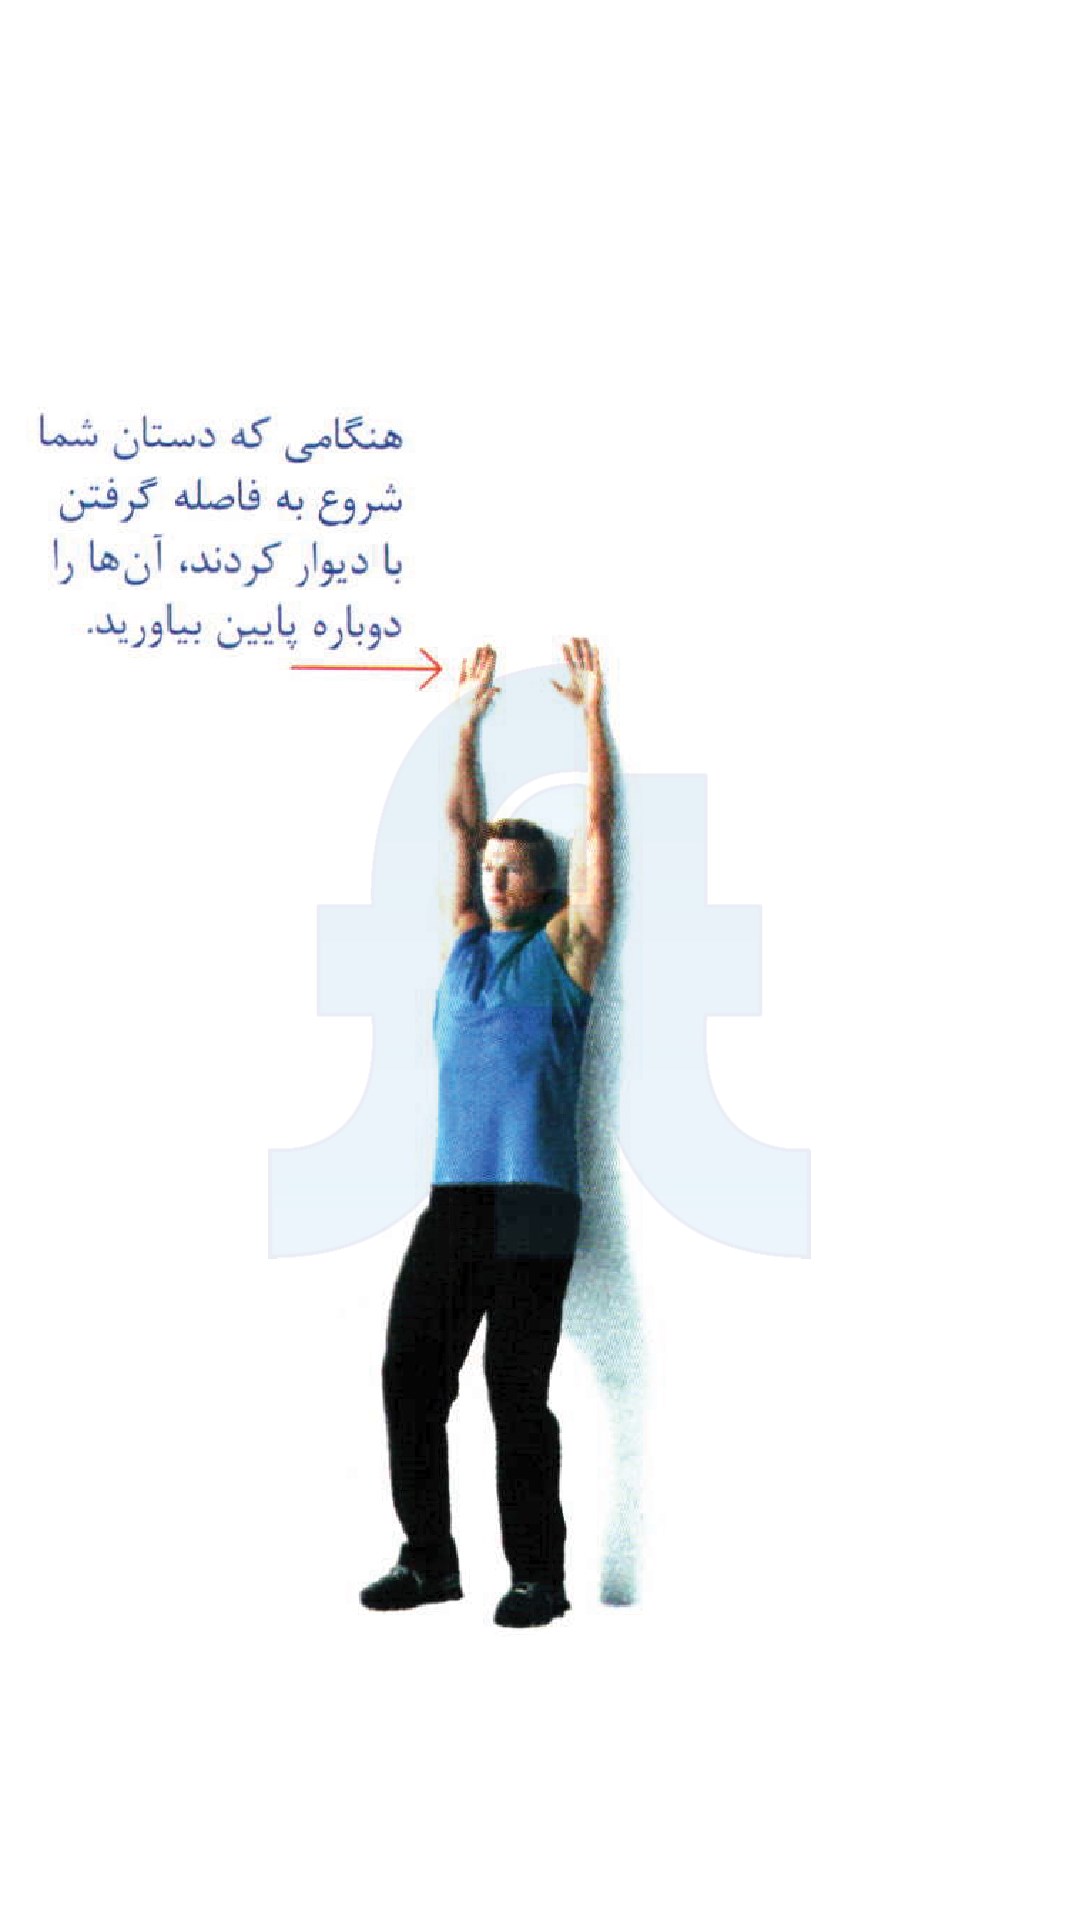 هنگامی که دستان شما
شروع به فاصله گرفتن
با دیوار کردند، آن‌ها را
دوباره پایین بیاورید.